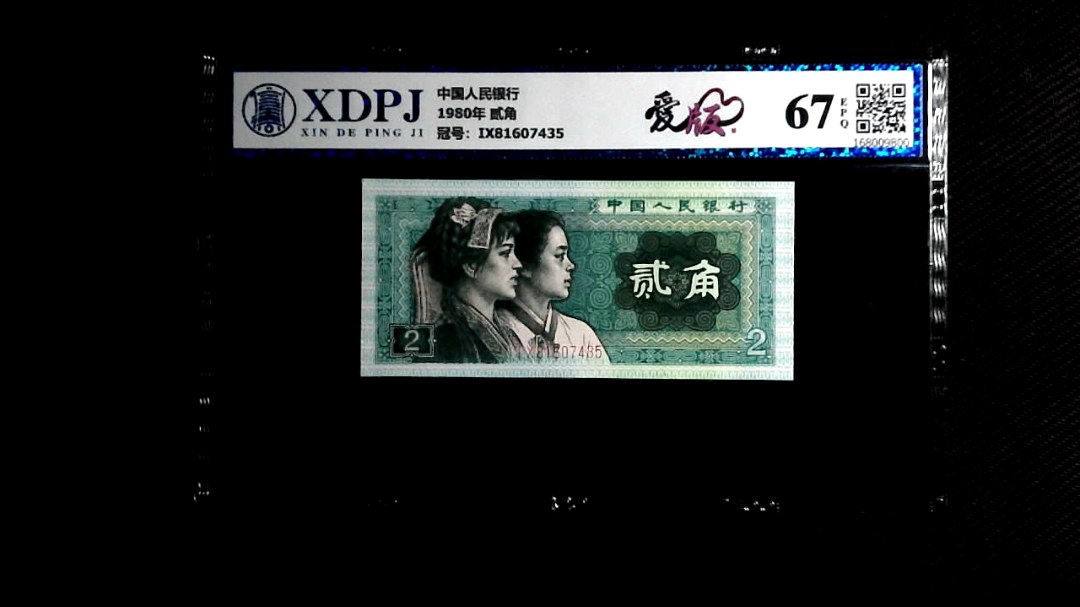 XDPJ
XIN DE PING JI
中国人民银行
1980年 贰角
冠号: IX81607435
爱版
67
EPQ
168009800
中国人民银行
贰角
2
2
IX81607435